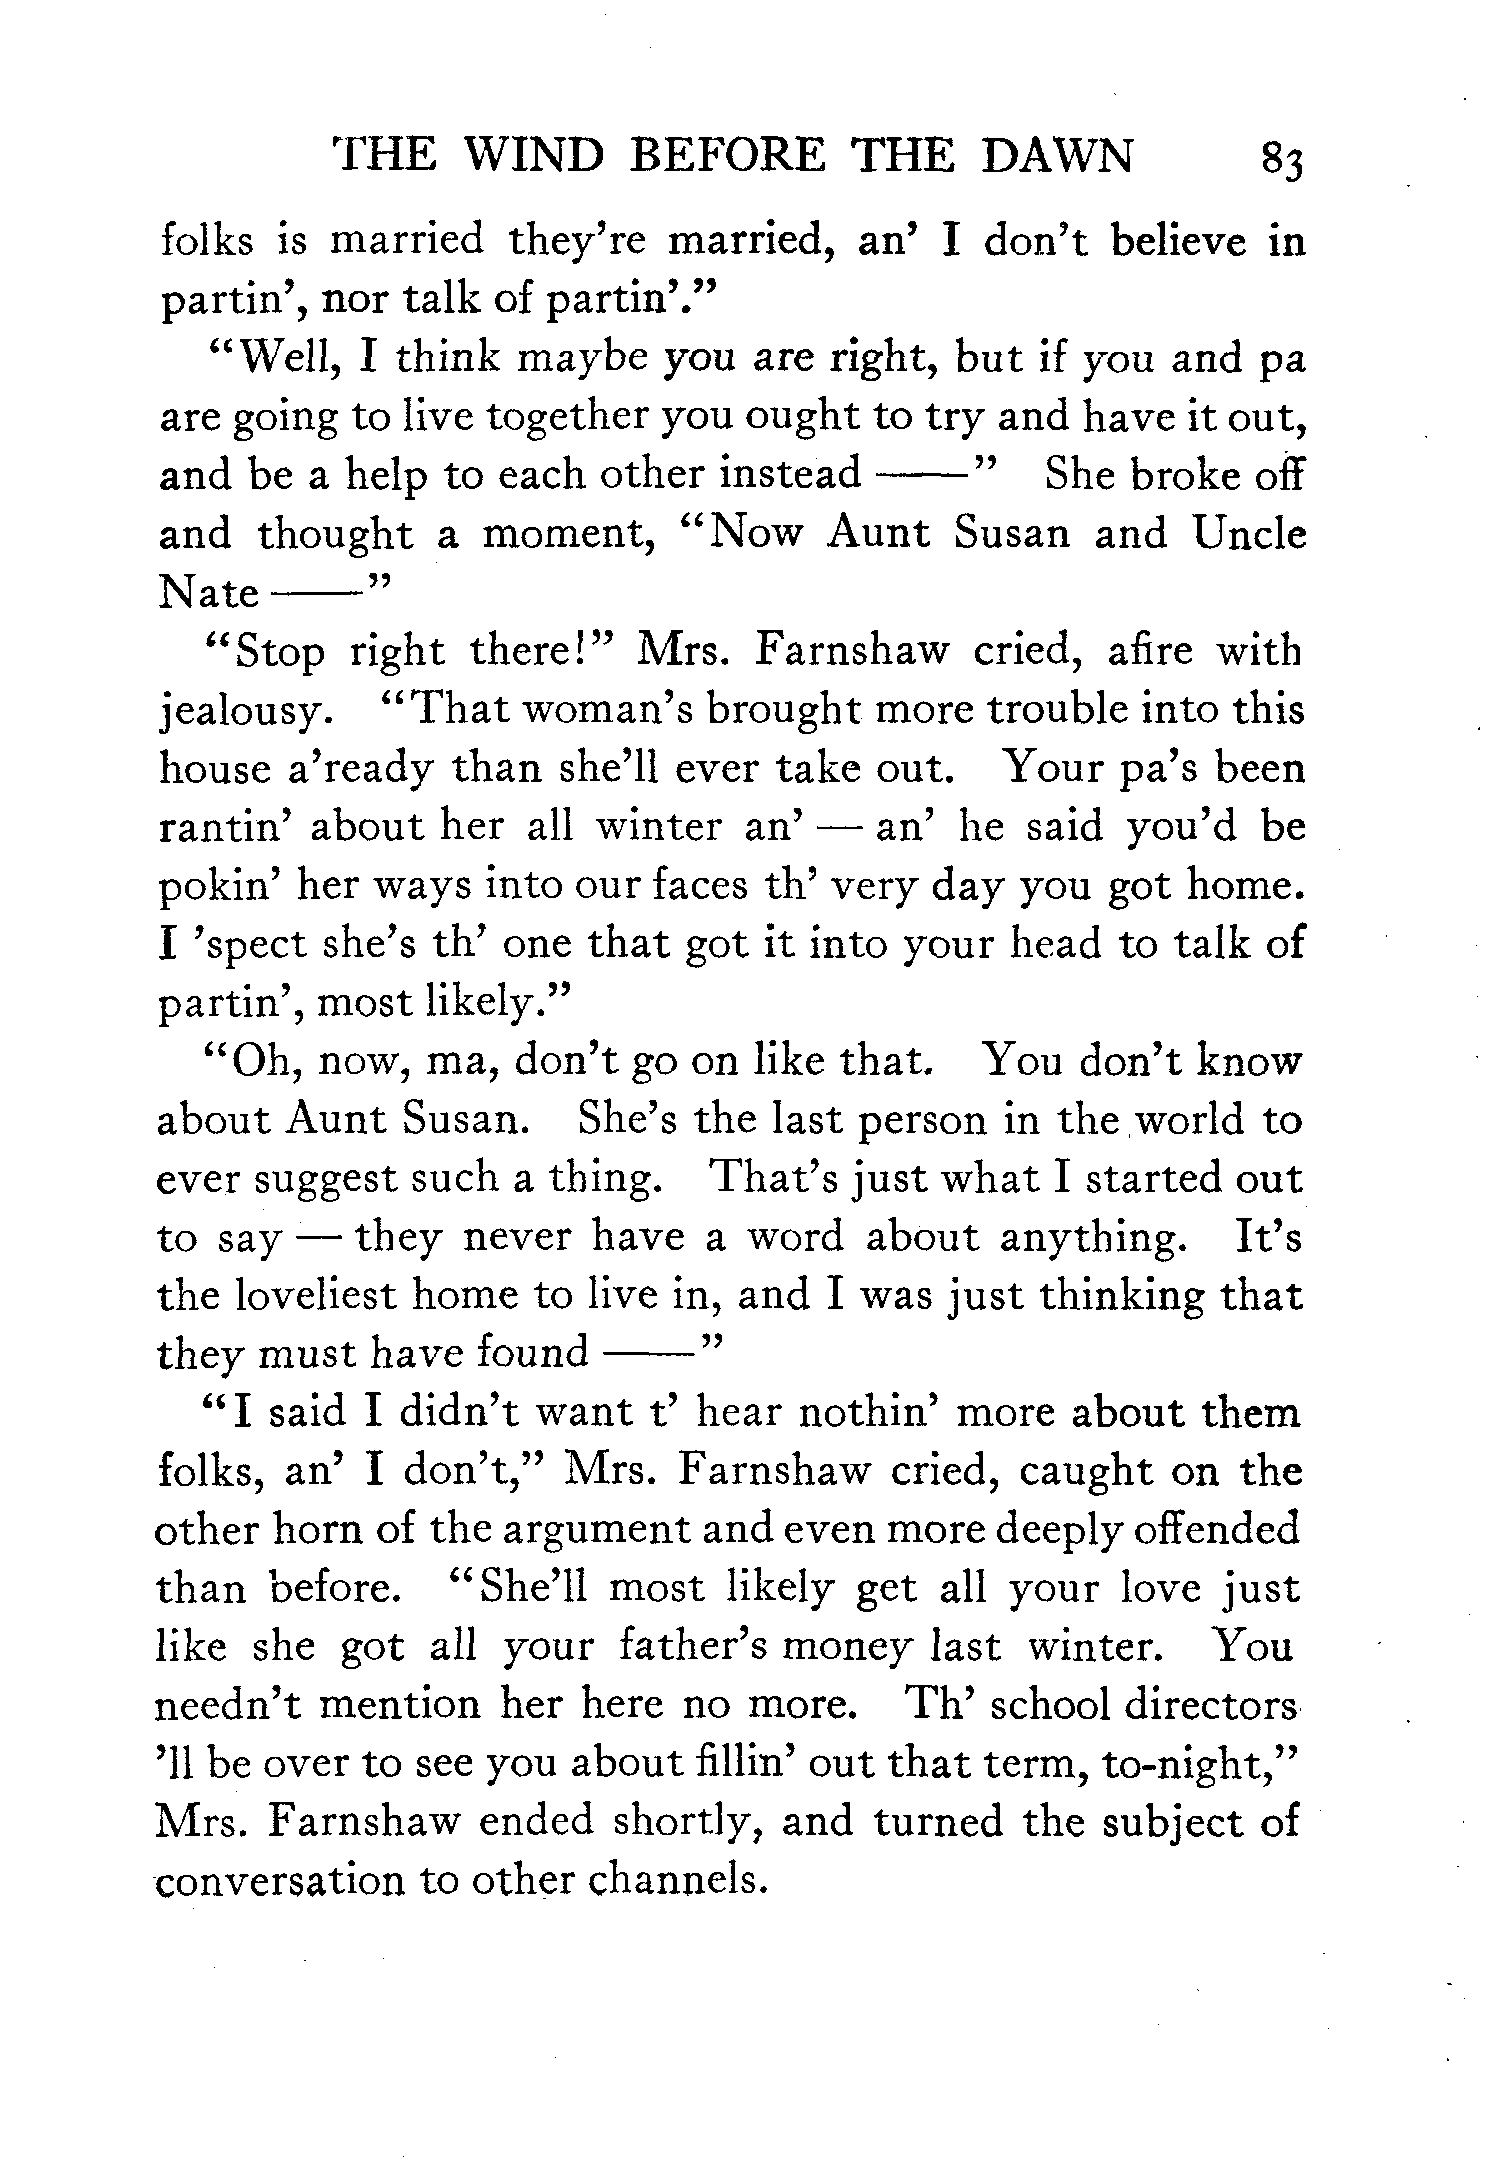 THE WIND BEFORE THE DAWN 83
folks is married they're married, an' I don't believe in
partin', nor talk of partin'."
"Well, I think maybe you are right, but if you and pa
are going to live together you ought to try and have it out,
and be a help to each other instead ——" She broke off
and thought a moment, "Now Aunt Susan and Uncle
Nate ——"
"Stop right there!" Mrs. Farnshaw cried, afire with
jealousy. "That woman's brought more trouble into this
house a'ready than she'll ever take out. Your pa's been
rantin' about her all winter an' — an' he said you'd be
pokin' her ways into our faces th' very day you got home.
I 'spect she's th' one that got it into your head to talk of
partin', most likely."
"Oh, now, ma, don't go on like that. You don't know
about Aunt Susan. She's the last person in the world to
ever suggest such a thing. That's just what I started out
to say — they never have a word about anything. It's
the loveliest home to live in, and I was just thinking that
they must have found ——"
"I said I didn't want t' hear nothin' more about them
folks, an' I don't," Mrs. Farnshaw cried, caught on the
other horn of the argument and even more deeply offended
than before. "She'll most likely get all your love just
like she got all your father's money last winter. You
needn't mention her here no more. Th' school directors
'll be over to see you about fillin' out that term, to-night,"
Mrs. Farnshaw ended shortly, and turned the subject of
conversation to other channels.